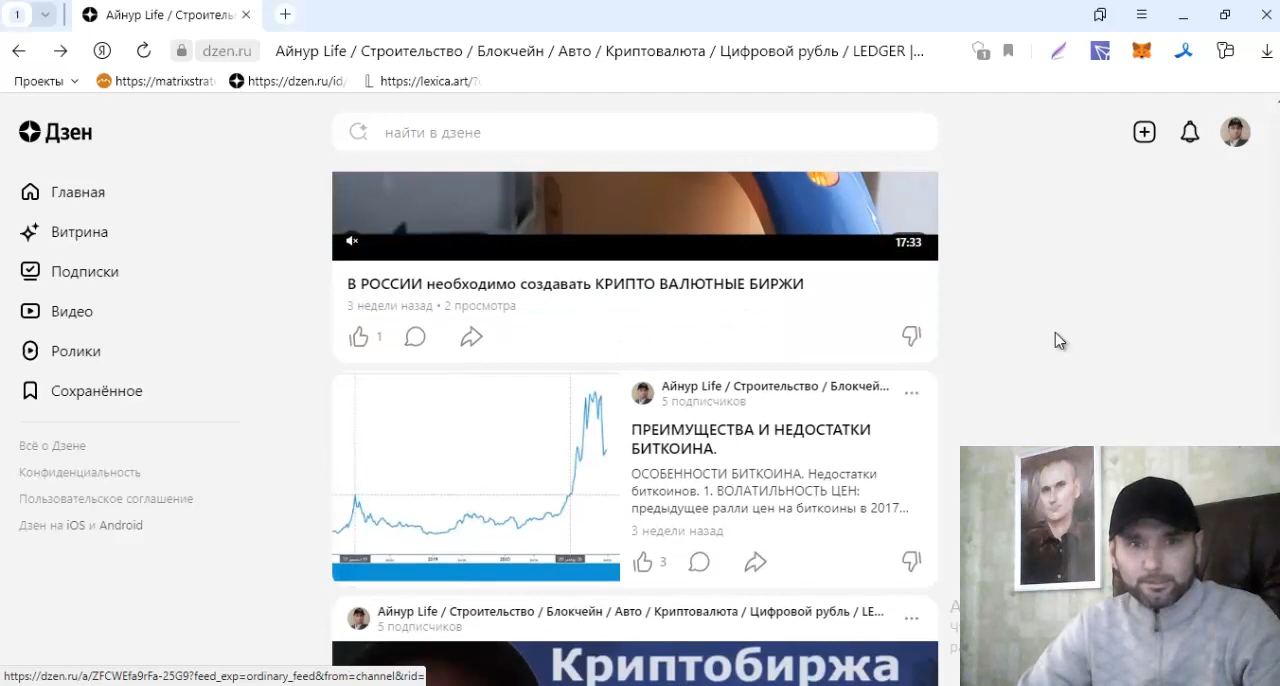 1
Айнур Life / Строитель
dzen.ru
Айнур Life / Строительство / Блокчейн / Авто / Криптовалюта / Цифровой рубль / LEDGER |...
1
Проекты
https://matrixstrat
https://dzen.ru/id/
https://lexica.art/?
Дзен
найти в дзене
Главная
Витрина
Подписки
Видео
Ролики
Сохранённое
Всё о Дзене
Конфиденциальность
Пользовательское соглашение
Дзен на iOS и Android
17:33
В РОССИИ необходимо создавать КРИПТО ВАЛЮТНЫЕ БИРЖИ
3 недели назад • 2 просмотра
1
Айнур Life / Строительство / Блокчей...
5 подписчиков
ПРЕИМУЩЕСТВА И НЕДОСТАТКИ
БИТКОИНА.
ОСОБЕННОСТИ БИТКОИНА. Недостатки
биткоинов. 1. ВОЛАТИЛЬНОСТЬ ЦЕН:
предыдущее ралли цен на биткоины в 2017...
3 недели назад
3
2019
2020
Айнур Life / Строительство / Блокчейн / Авто / Криптовалюта / Цифровой рубль / LE...
5 подписчиков
Криптобиржа
https://dzen.ru/a/ZFCWEfa9rFa-25G9?feed_exp=ordinary_feed&from=channel&rid=